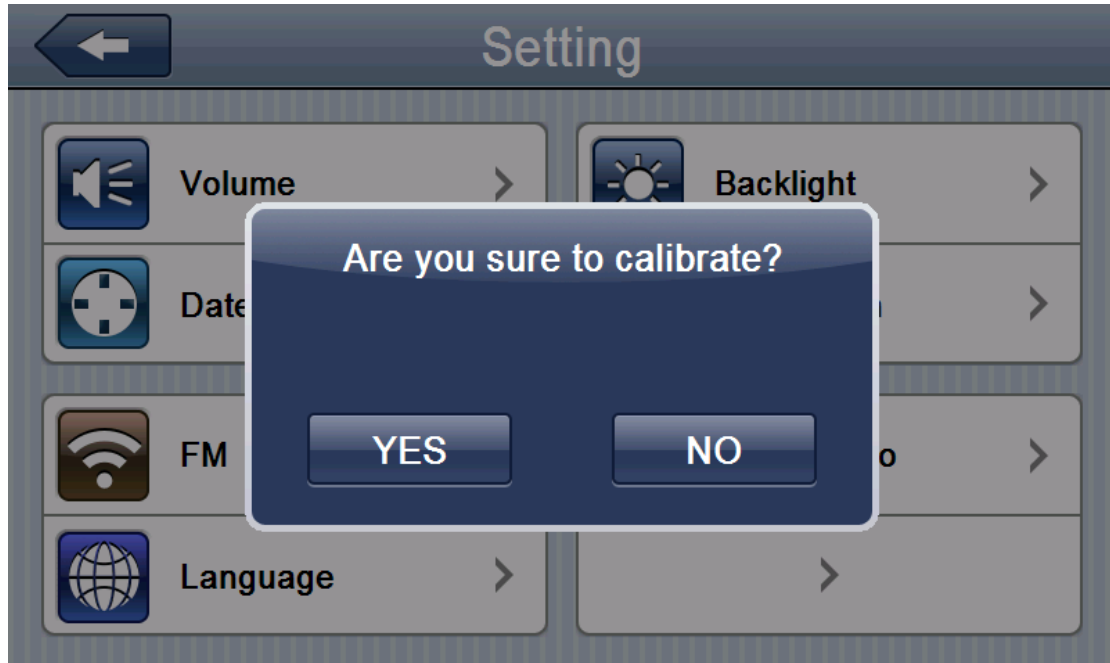 Setting
Volume
Backlight
Are you sure to calibrate?
Date
YES
NO
FM
o
Language